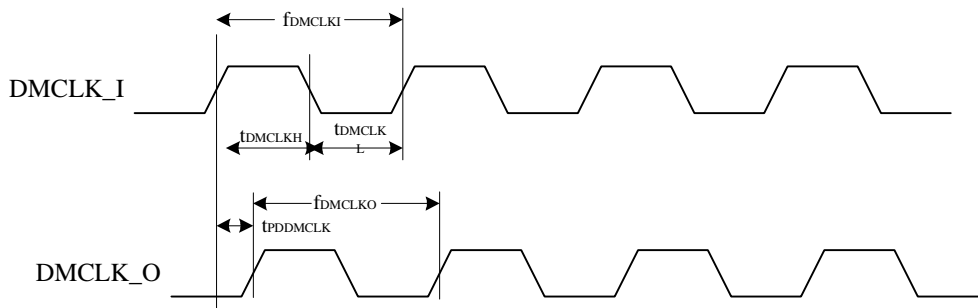 fDMCLKI
DMCLK_I
tDMCLKH
tDMCLK
L
fDMCLKO
tPDDMCLK
DMCLK_O